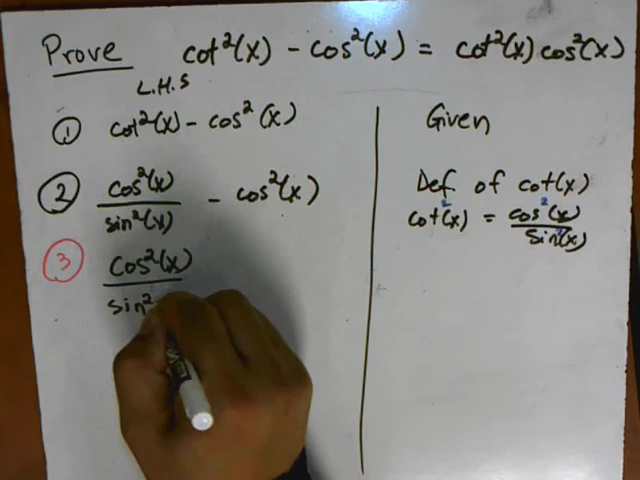 Prove cot²(x) - cos²(x) = cot²(x) cos²(x)
L.H.S
① cot²(x) - cos²(x)
Given
② cos²(x)/sin²(x) - cos²(x)
Def. of cot(x)
cot²(x) = cos²(x)/sin²(x)
③ cos²(x)/sin²